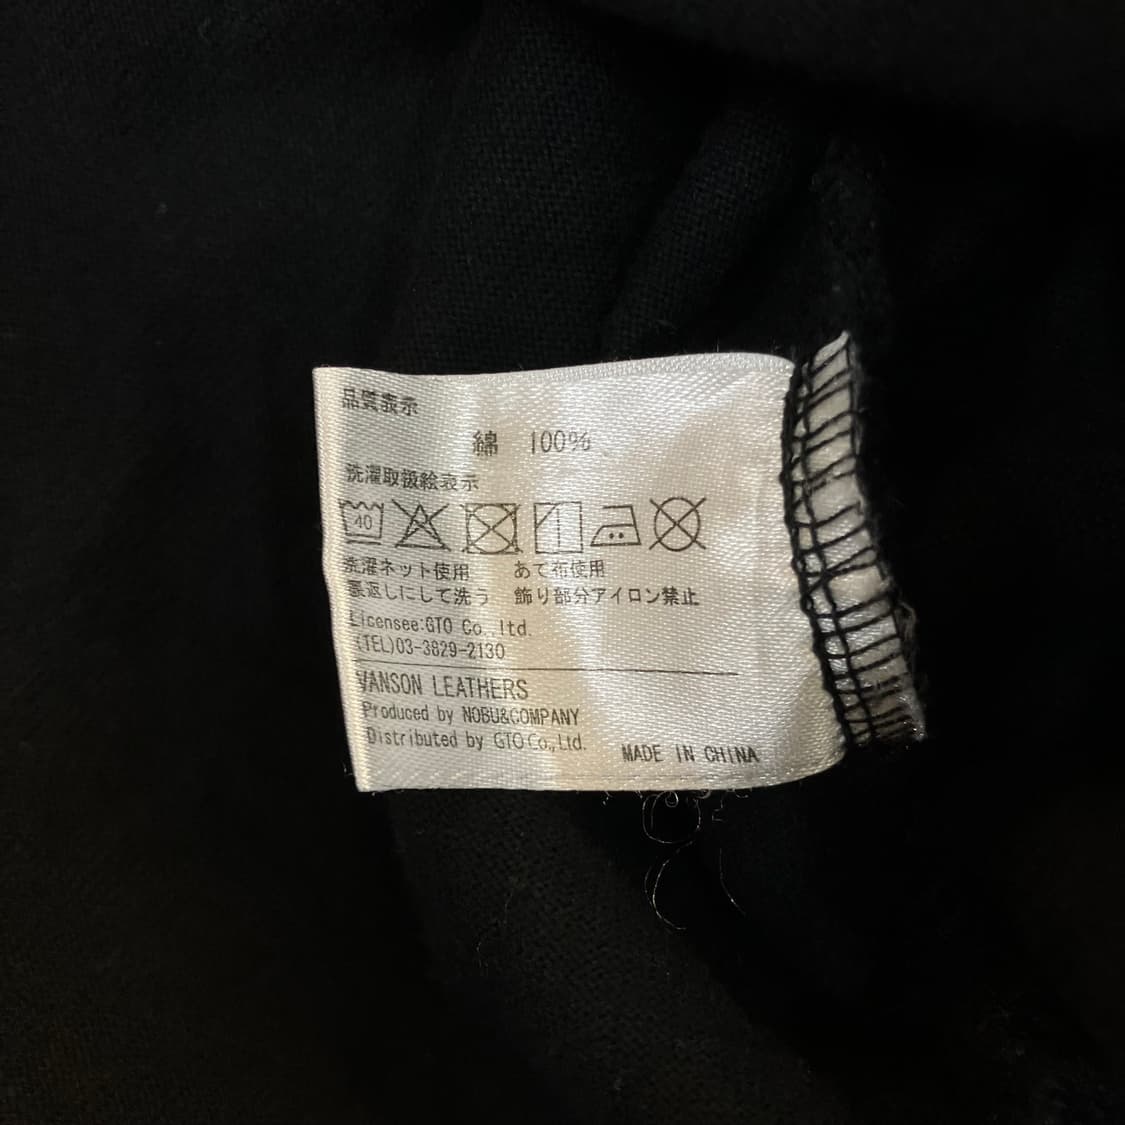 品質表示
綿 100%
洗濯取扱絵表示
40
洗濯ネット使用 あて布使用
裏返しにして洗う 飾り部分アイロン禁止
Licensee:GTO Co.,ltd.
(TEL)03-3829-2130
VANSON LEATHERS
Produced by NOBU&COMPANY
Distributed by GTO Co.,Ltd. MADE IN CHINA